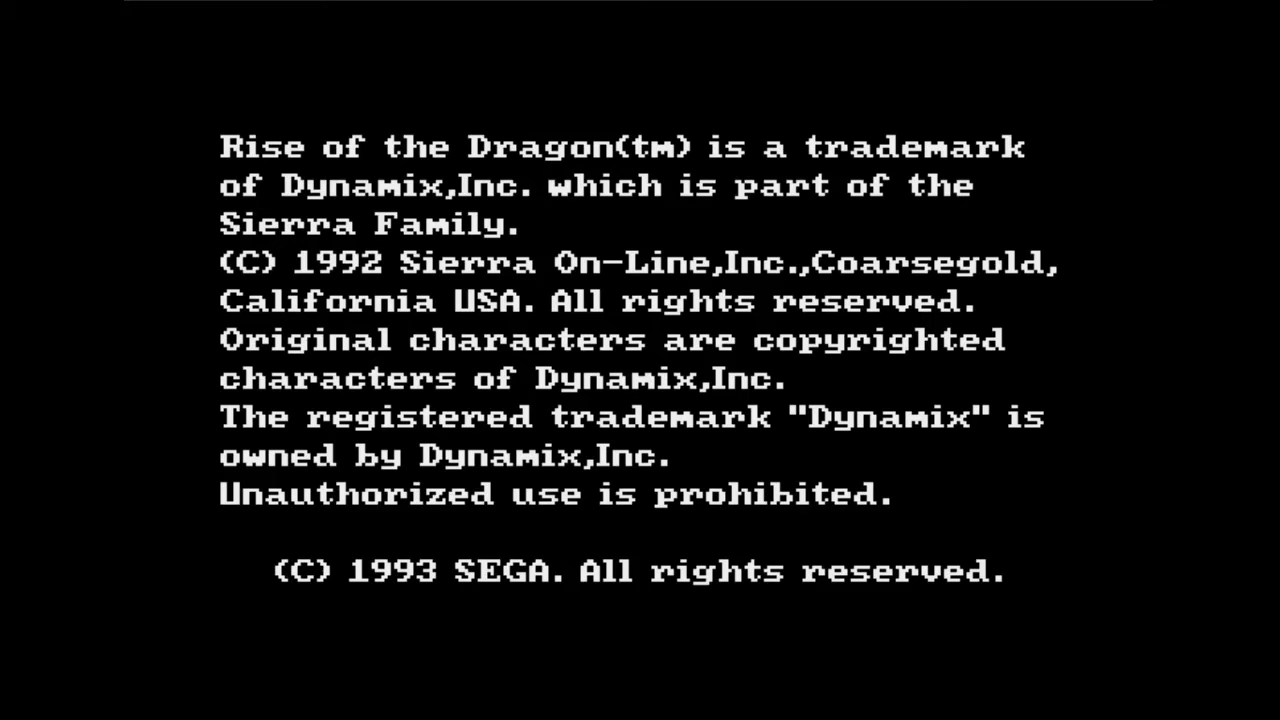 Rise of the Dragon(tm) is a trademark
of Dynamix,Inc. which is part of the
Sierra Family.
(C) 1992 Sierra On-Line,Inc.,Coarsegold,
California USA. All rights reserved.
Original characters are copyrighted
characters of Dynamix,Inc.
The registered trademark "Dynamix" is
owned by Dynamix,Inc.
Unauthorized use is prohibited.
(C) 1993 SEGA. All rights reserved.